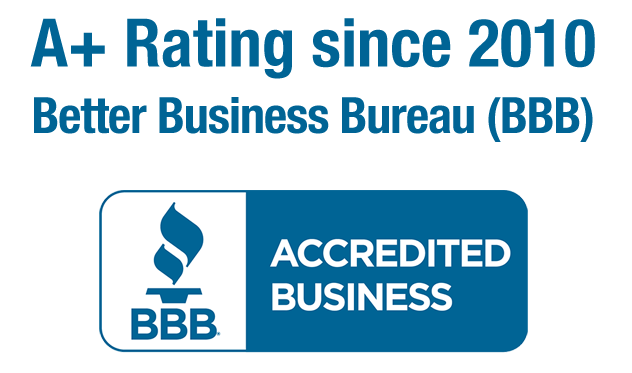 A+ Rating since 2010
Better Business Bureau (BBB)
ACCREDITED
BUSINESS
BBB